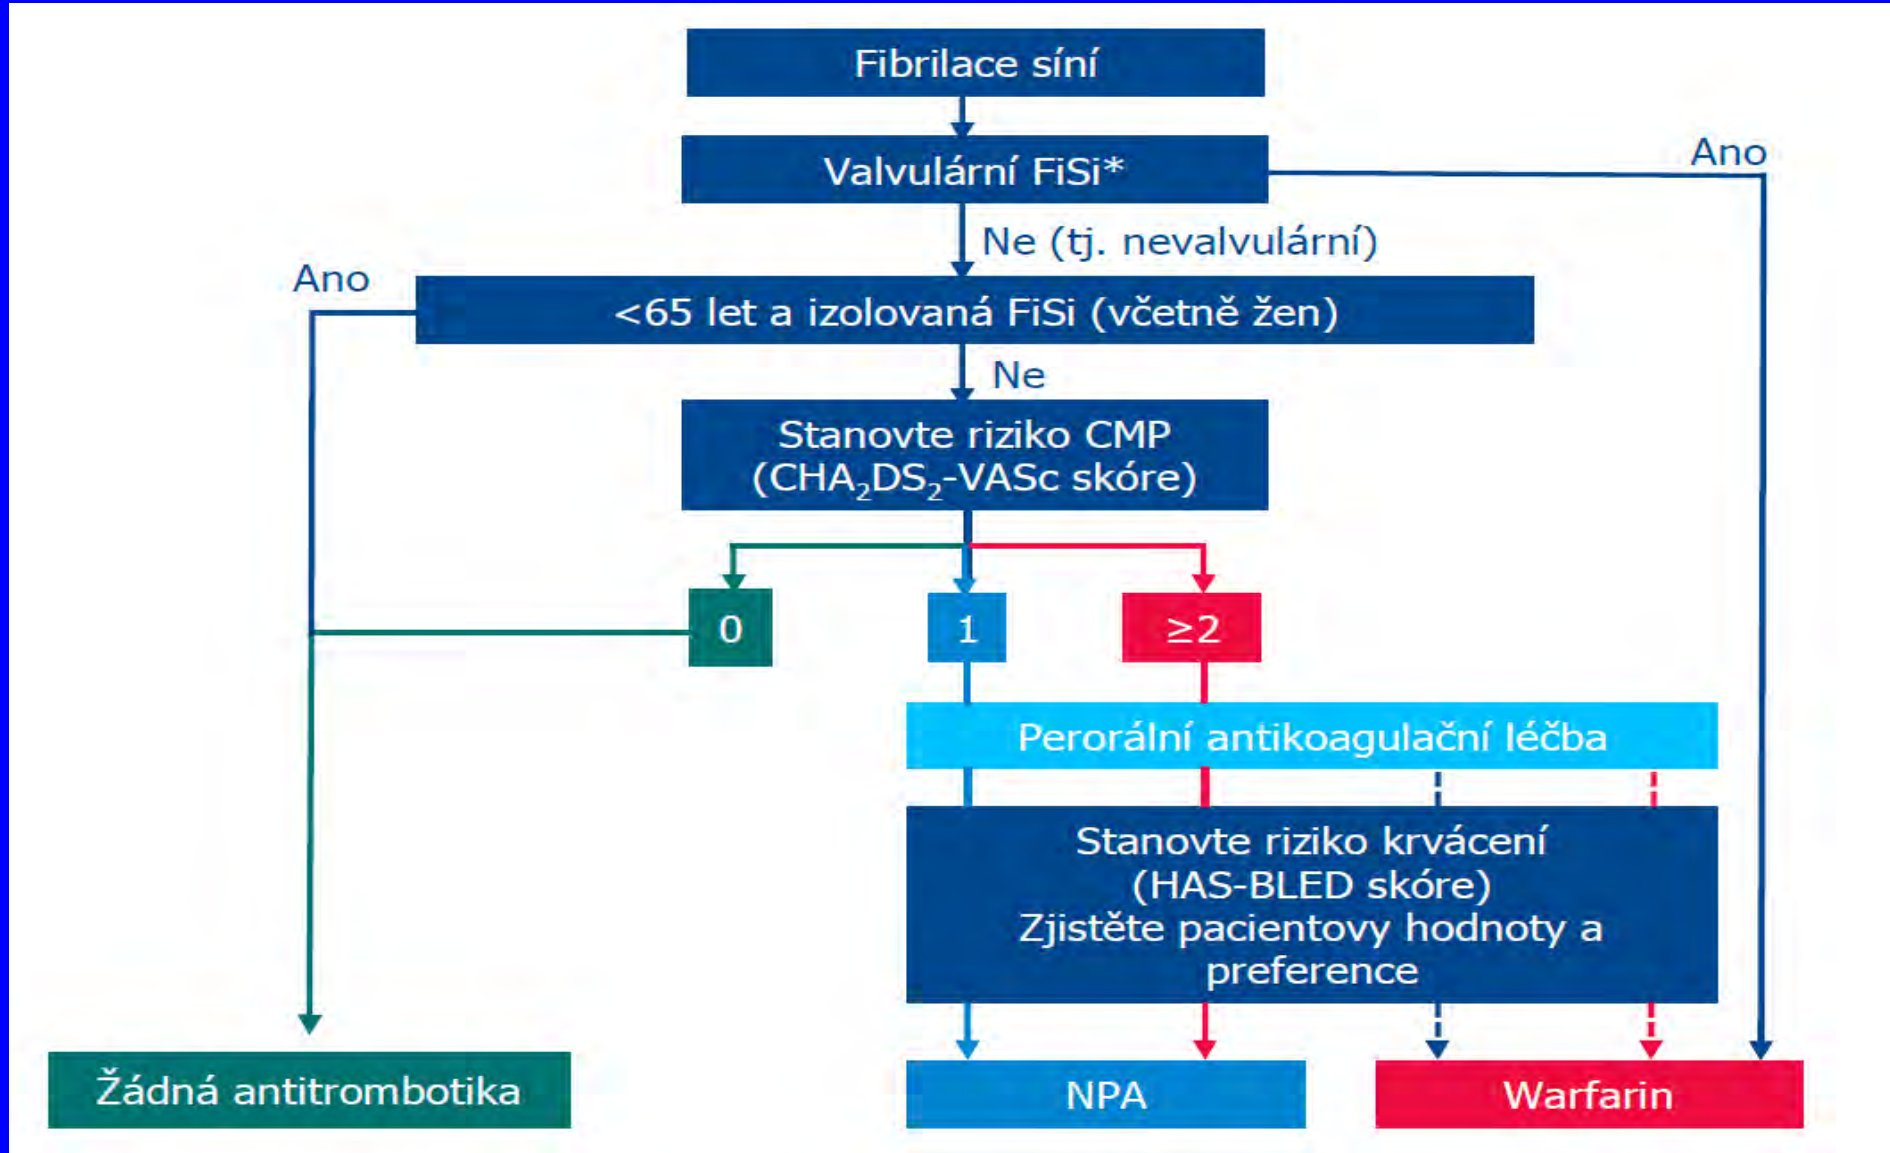 Fibrilace síní
Valvulární FiSi*
Ano
Ne (tj. nevalvulární)
Ano
<65 let a izolovaná FiSi (včetně žen)
Ne
Stanovte riziko CMP
(CHA₂DS₂-VASc skóre)
0
1
≥2
Perorální antikoagulační léčba
Stanovte riziko krvácení
(HAS-BLED skóre)
Zjistěte pacientovy hodnoty a
preference
Žádná antitrombotika
NPA
Warfarin